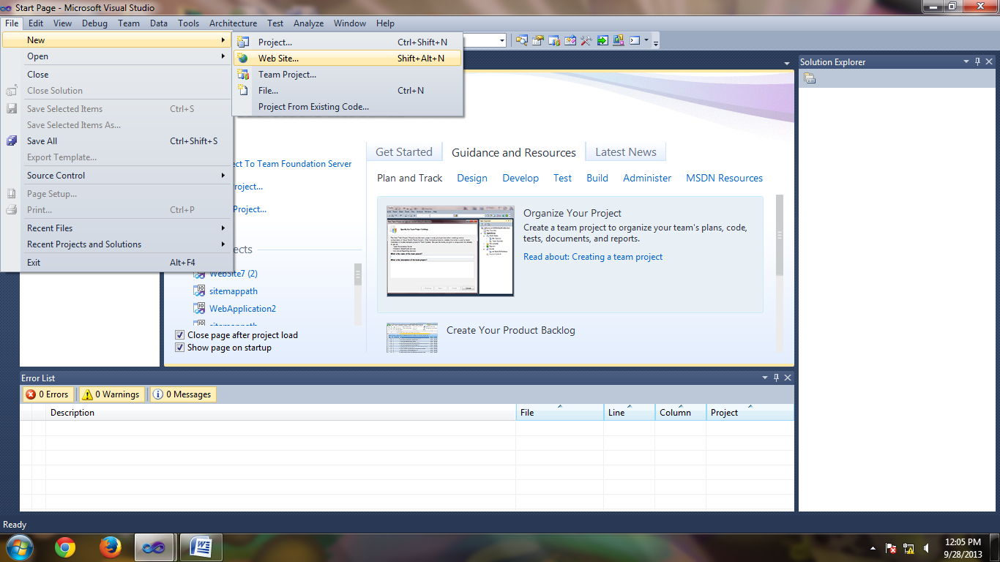 Start Page - Microsoft Visual Studio
File Edit View Debug Team Data Tools Architecture Test Analyze Window Help
New
Open
Close
Close Solution
Save Selected Items Ctrl+S
Save Selected Items As...
Save All Ctrl+Shift+S
Export Template...
Source Control
Page Setup...
Print... Ctrl+P
Recent Files
Recent Projects and Solutions
Exit Alt+F4
Project... Ctrl+Shift+N
Web Site... Shift+Alt+N
Team Project...
File... Ctrl+N
Project From Existing Code...
To Team Foundation Server
WebSite7 (2)
sitemappath
WebApplication2
sitemappath
Close page after project load
Show page on startup
Get Started Guidance and Resources Latest News
Plan and Track Design Develop Test Build Administer MSDN Resources
Organize Your Project
Create a team project to organize your team's plans, code,
tests, documents, and reports.
Read about: Creating a team project
Create Your Product Backlog
Solution Explorer
Error List
0 Errors 0 Warnings 0 Messages
Description File Line Column Project
Ready
12:05 PM
9/28/2013